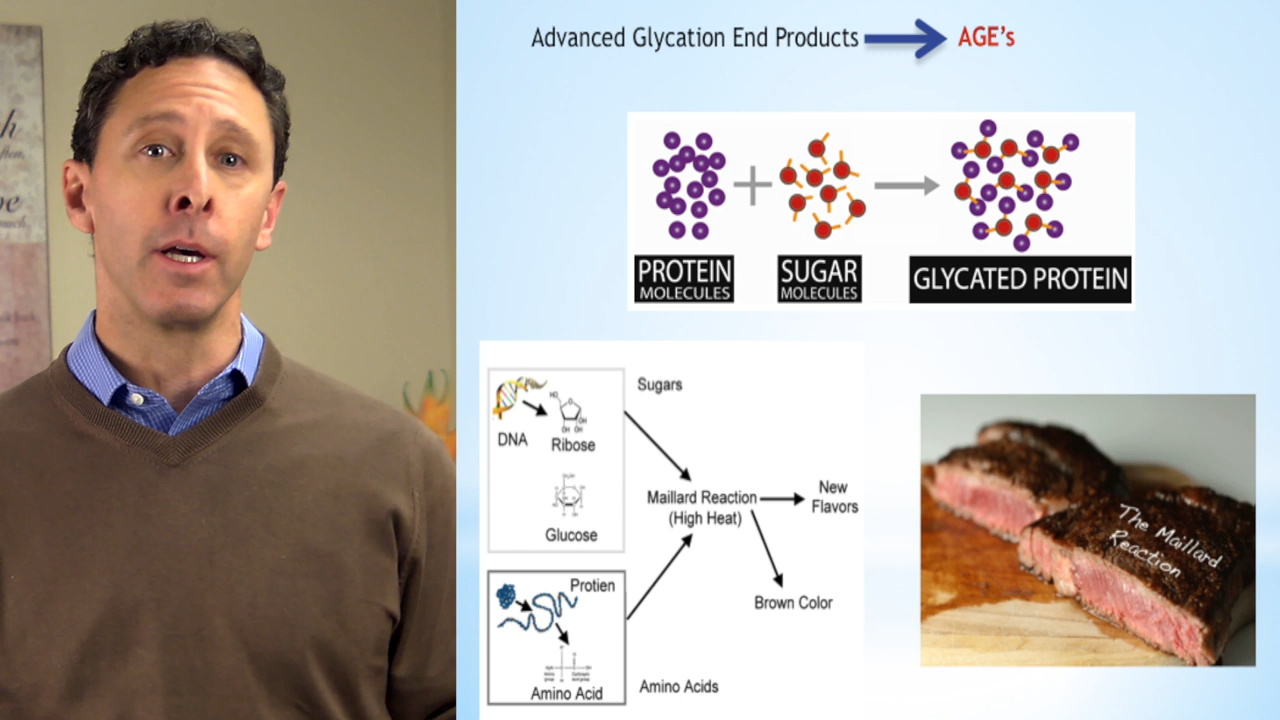 Advanced Glycation End Products
AGE's
PROTEIN
MOLECULES
SUGAR
MOLECULES
GLYCATED PROTEIN
Sugars
DNA
Ribose
Glucose
Maillard Reaction
(High Heat)
New
Flavors
Brown Color
Protien
Amino Acid
Amino Acids
The Maillard
Reaction